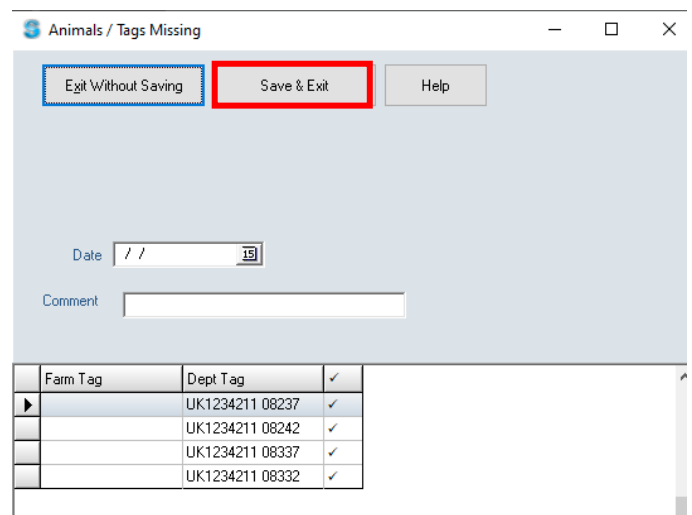 Animals / Tags Missing
Exit Without Saving Save & Exit Help
Date / / 15
Comment
Farm Tag Dept Tag ✓
UK1234211 08237 ✓
UK1234211 08242 ✓
UK1234211 08337 ✓
UK1234211 08332 ✓